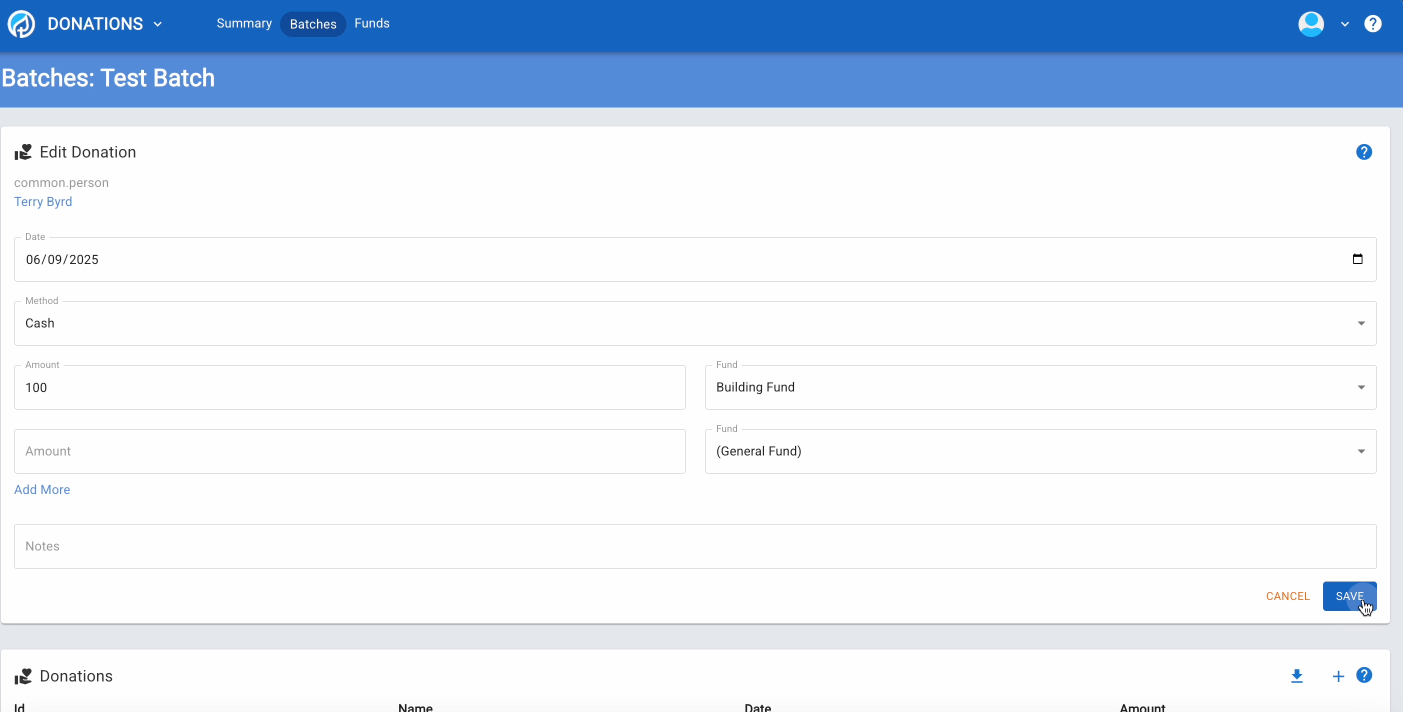 DONATIONS Summary Batches Funds ?
Batches: Test Batch
Edit Donation ?
common.person
Terry Byrd
Date
06/09/2025
Method
Cash
Amount Fund
100 Building Fund
Fund
Amount (General Fund)
Add More
Notes
CANCEL SAVE
Donations ?
Id Name Date Amount